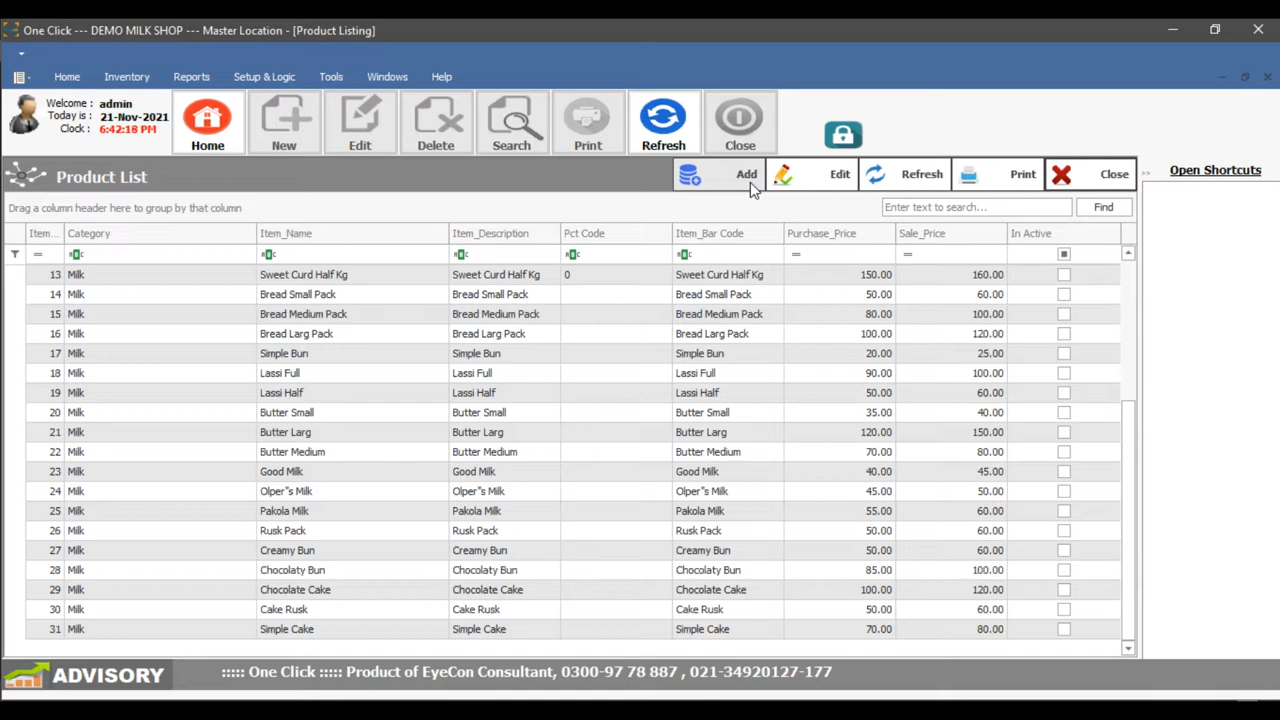 One Click --- DEMO MILK SHOP --- Master Location - [Product Listing]
Home Inventory Reports Setup & Logic Tools Windows Help
Welcome : admin
Today is : 21-Nov-2021
Clock : 6:42:18 PM
Home New Edit Delete Search Print Refresh Close
Product List Add Edit Refresh Print Close >> Open Shortcuts
Drag a column header here to group by that column Enter text to search... Find
Item... Category Item_Name Item_Description Pct Code Item_Bar Code Purchase_Price Sale_Price In Active
= ABC ABC ABC ABC ABC = =
13 Milk Sweet Curd Half Kg Sweet Curd Half Kg 0 Sweet Curd Half Kg 150.00 160.00
14 Milk Bread Small Pack Bread Small Pack Bread Small Pack 50.00 60.00
15 Milk Bread Medium Pack Bread Medium Pack Bread Medium Pack 80.00 100.00
16 Milk Bread Larg Pack Bread Larg Pack Bread Larg Pack 100.00 120.00
17 Milk Simple Bun Simple Bun Simple Bun 20.00 25.00
18 Milk Lassi Full Lassi Full Lassi Full 90.00 100.00
19 Milk Lassi Half Lassi Half Lassi Half 50.00 60.00
20 Milk Butter Small Butter Small Butter Small 35.00 40.00
21 Milk Butter Larg Butter Larg Butter Larg 120.00 150.00
22 Milk Butter Medium Butter Medium Butter Medium 70.00 80.00
23 Milk Good Milk Good Milk Good Milk 40.00 45.00
24 Milk Olper"s Milk Olper"s Milk Olper"s Milk 45.00 50.00
25 Milk Pakola Milk Pakola Milk Pakola Milk 55.00 60.00
26 Milk Rusk Pack Rusk Pack Rusk Pack 50.00 60.00
27 Milk Creamy Bun Creamy Bun Creamy Bun 50.00 60.00
28 Milk Chocolaty Bun Chocolaty Bun Chocolaty Bun 85.00 100.00
29 Milk Chocolate Cake Chocolate Cake Chocolate Cake 100.00 120.00
30 Milk Cake Rusk Cake Rusk Cake Rusk 50.00 60.00
31 Milk Simple Cake Simple Cake Simple Cake 70.00 80.00
ADVISORY ::::: One Click ::::: Product of EyeCon Consultant, 0300-97 78 887 , 021-34920127-177